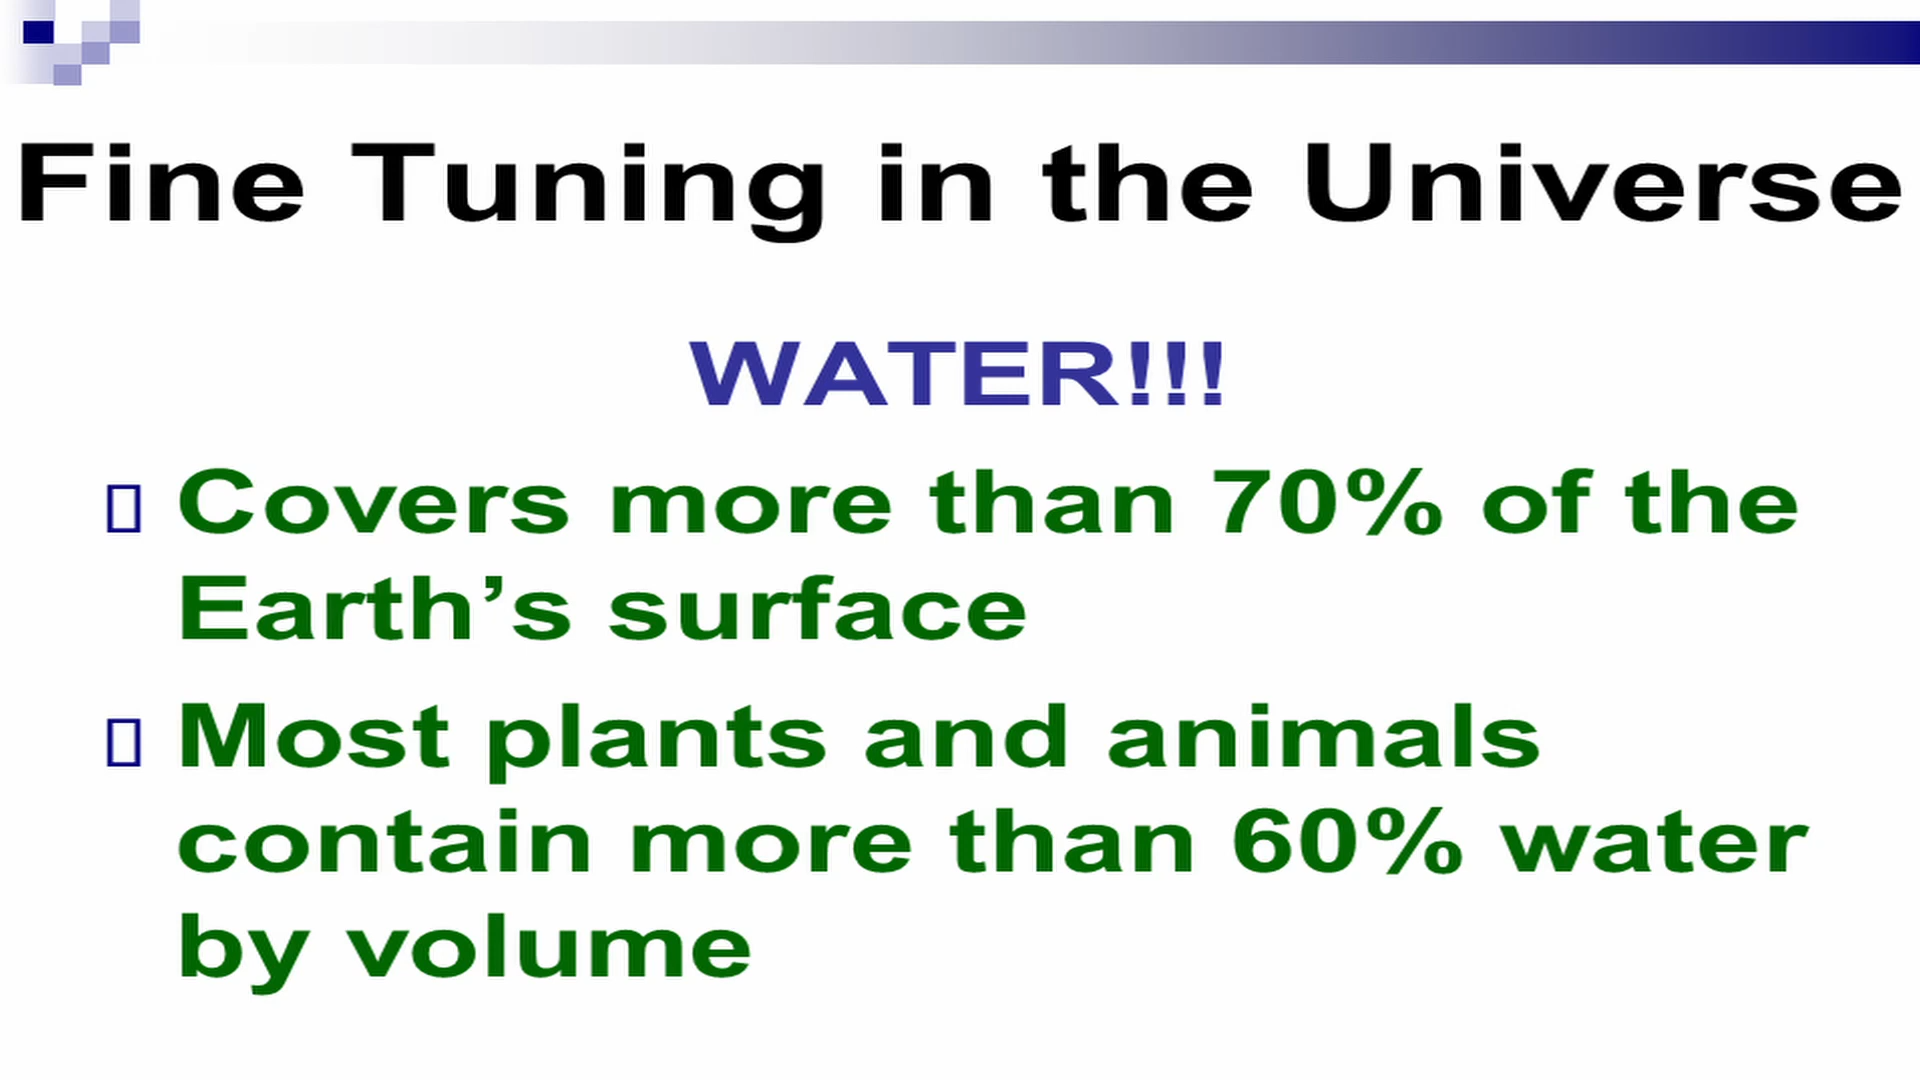 Fine Tuning in the Universe
WATER!!!
Covers more than 70% of the
Earth’s surface
Most plants and animals
contain more than 60% water
by volume